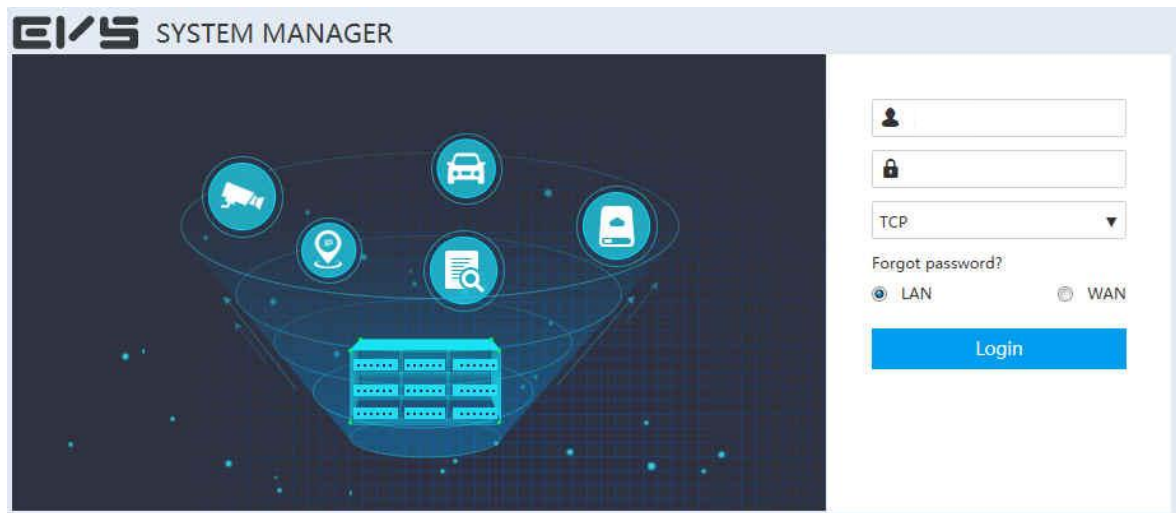 EVS SYSTEM MANAGER
TCP
Forgot password?
LAN WAN
Login